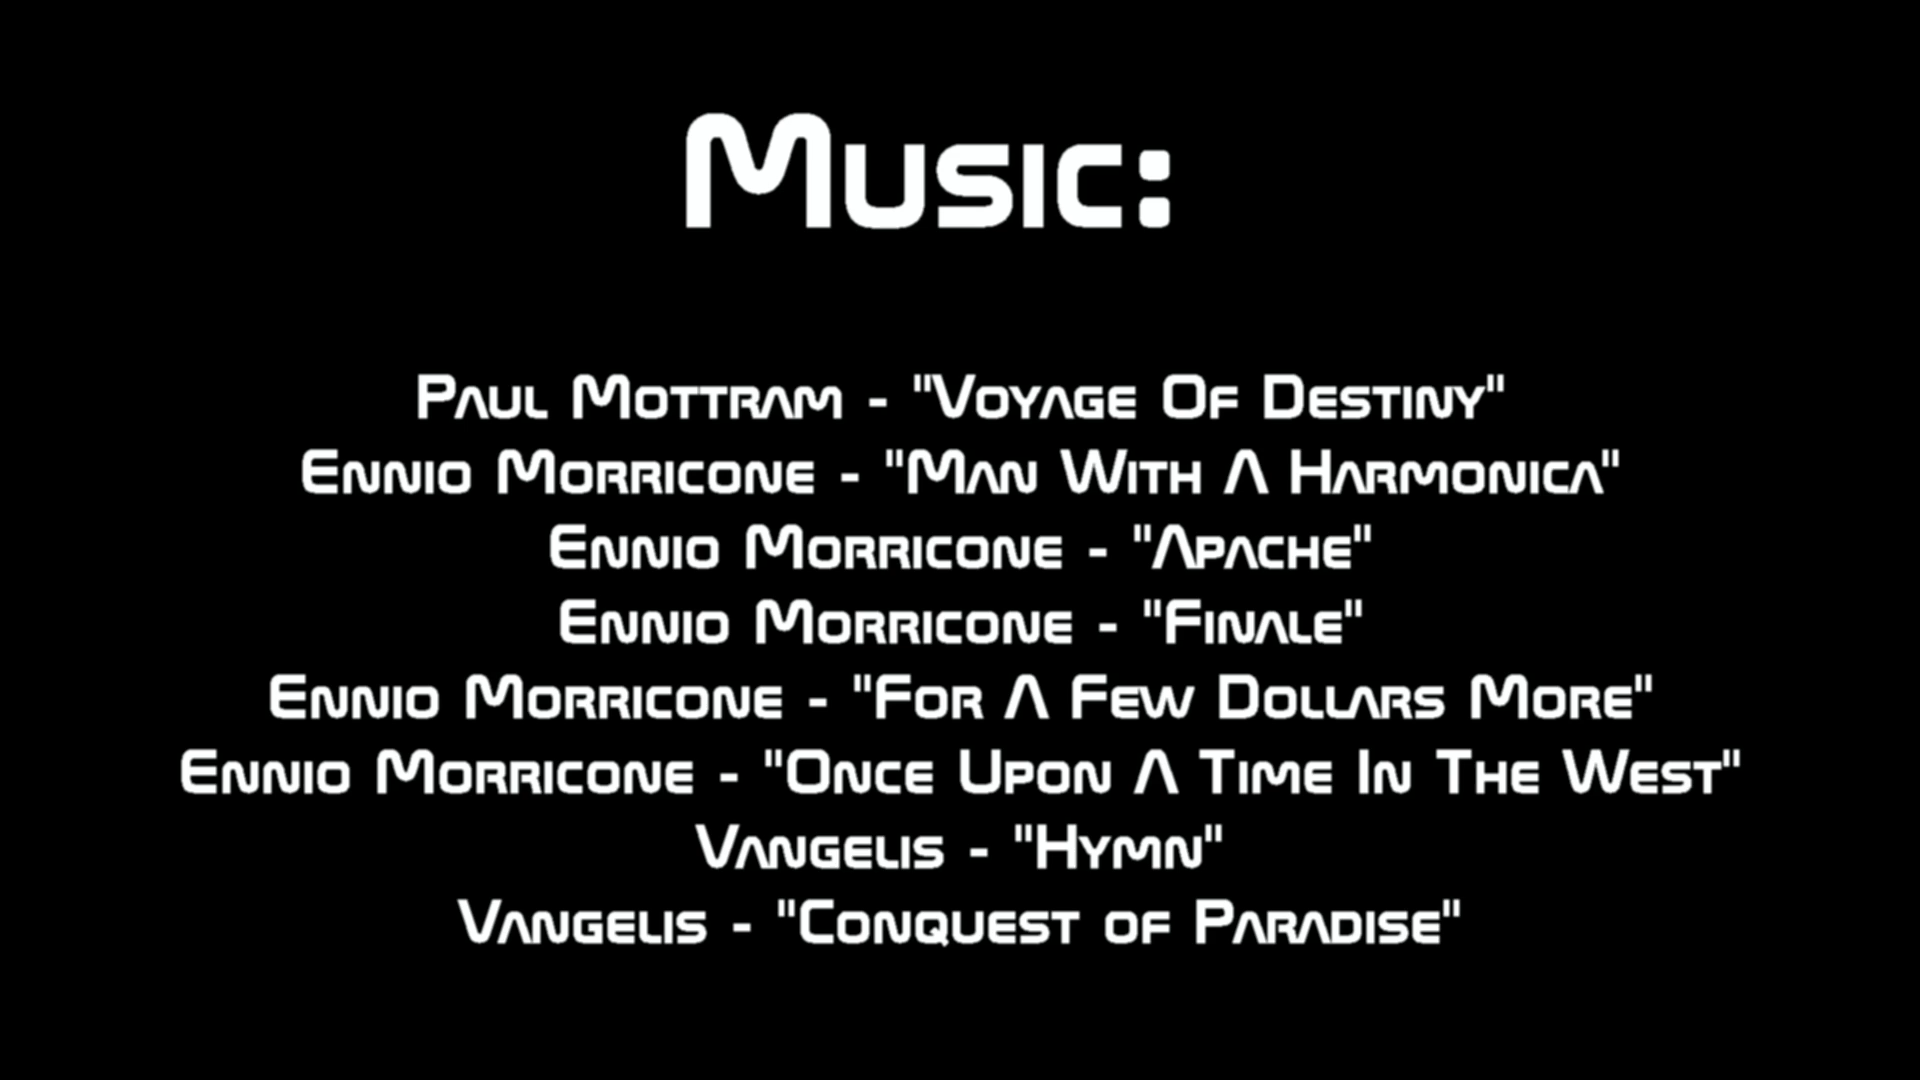 Music:
Paul Mottram - "Voyage Of Destiny"
Ennio Morricone - "Man With A Harmonica"
Ennio Morricone - "Apache"
Ennio Morricone - "Finale"
Ennio Morricone - "For A Few Dollars More"
Ennio Morricone - "Once Upon A Time In The West"
Vangelis - "Hymn"
Vangelis - "Conquest of Paradise"